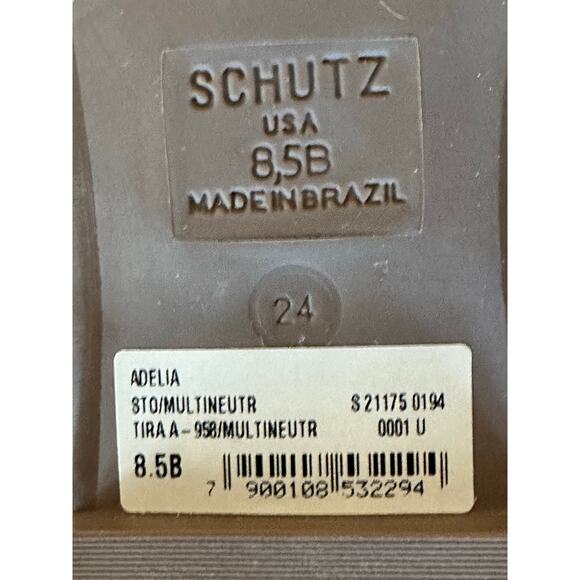 SCHUTZ
USA
8,5B
MADE IN BRAZIL
24
ADELIA
STO/MULTINEUTR S 21175 0194
TIRA A - 958/MULTINEUTR 0001 U
8.5B
7 900108 532294